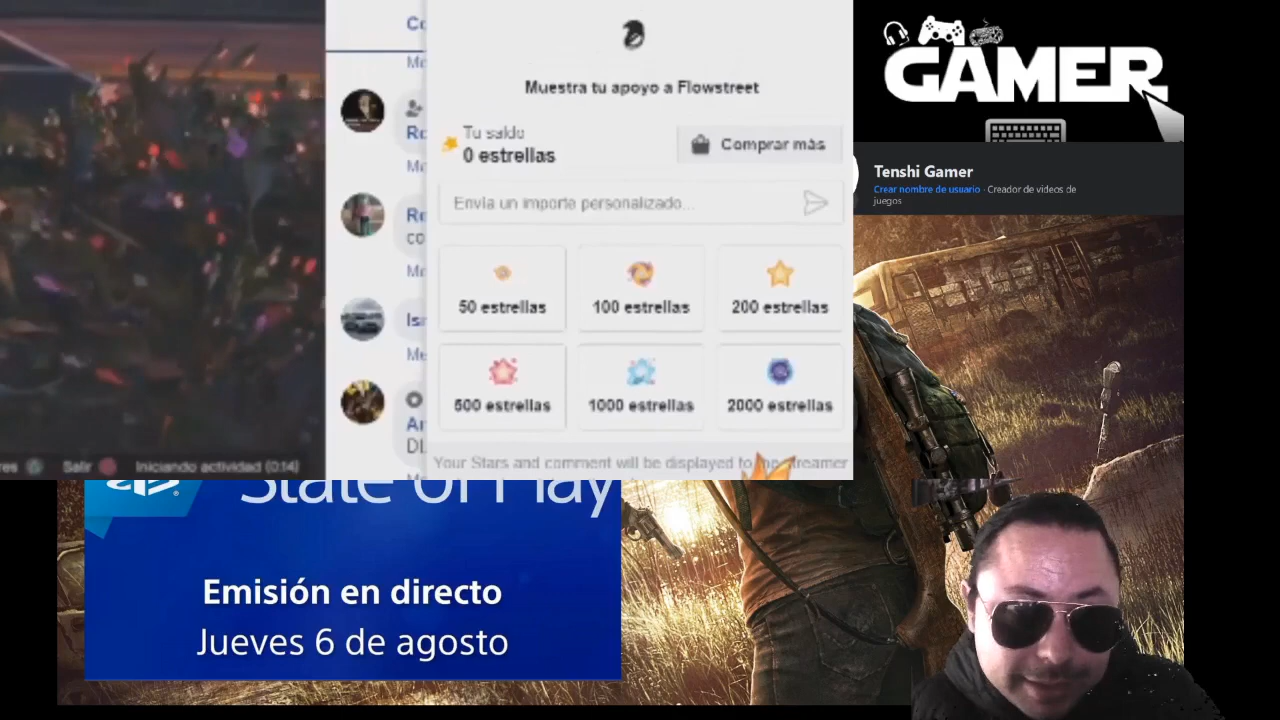 GAMER
Tenshi Gamer
Crear nombre de usuario · Creador de videos de
juegos
Muestra tu apoyo a Flowstreet
Tu saldo
0 estrellas
Comprar más
Envía un importe personalizado...
50 estrellas
100 estrellas
200 estrellas
500 estrellas
1000 estrellas
2000 estrellas
Your Stars and comment will be displayed to the streamer
Salir
Iniciando actividad (0:14)
State of Play
Emisión en directo
Jueves 6 de agosto